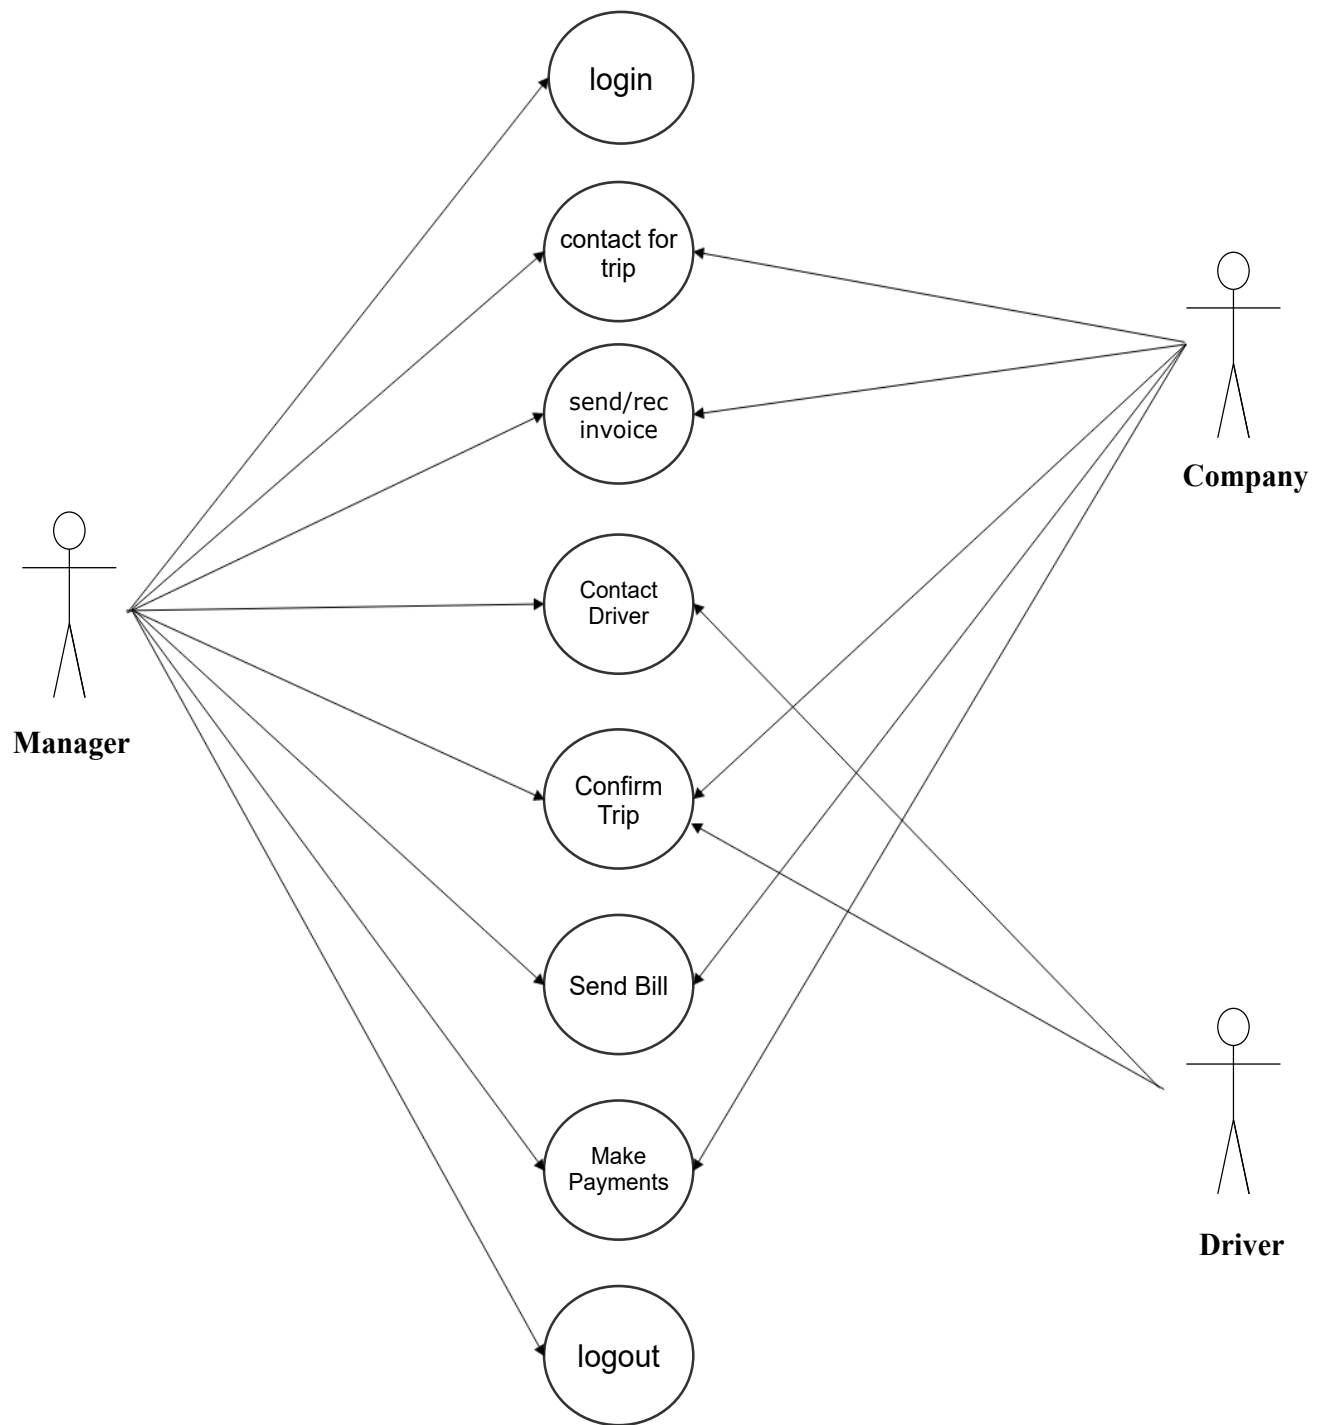 login
contact for
trip
send/rec
invoice
Company
Contact
Driver
Manager
Confirm
Trip
Send Bill
Make
Payments
Driver
logout